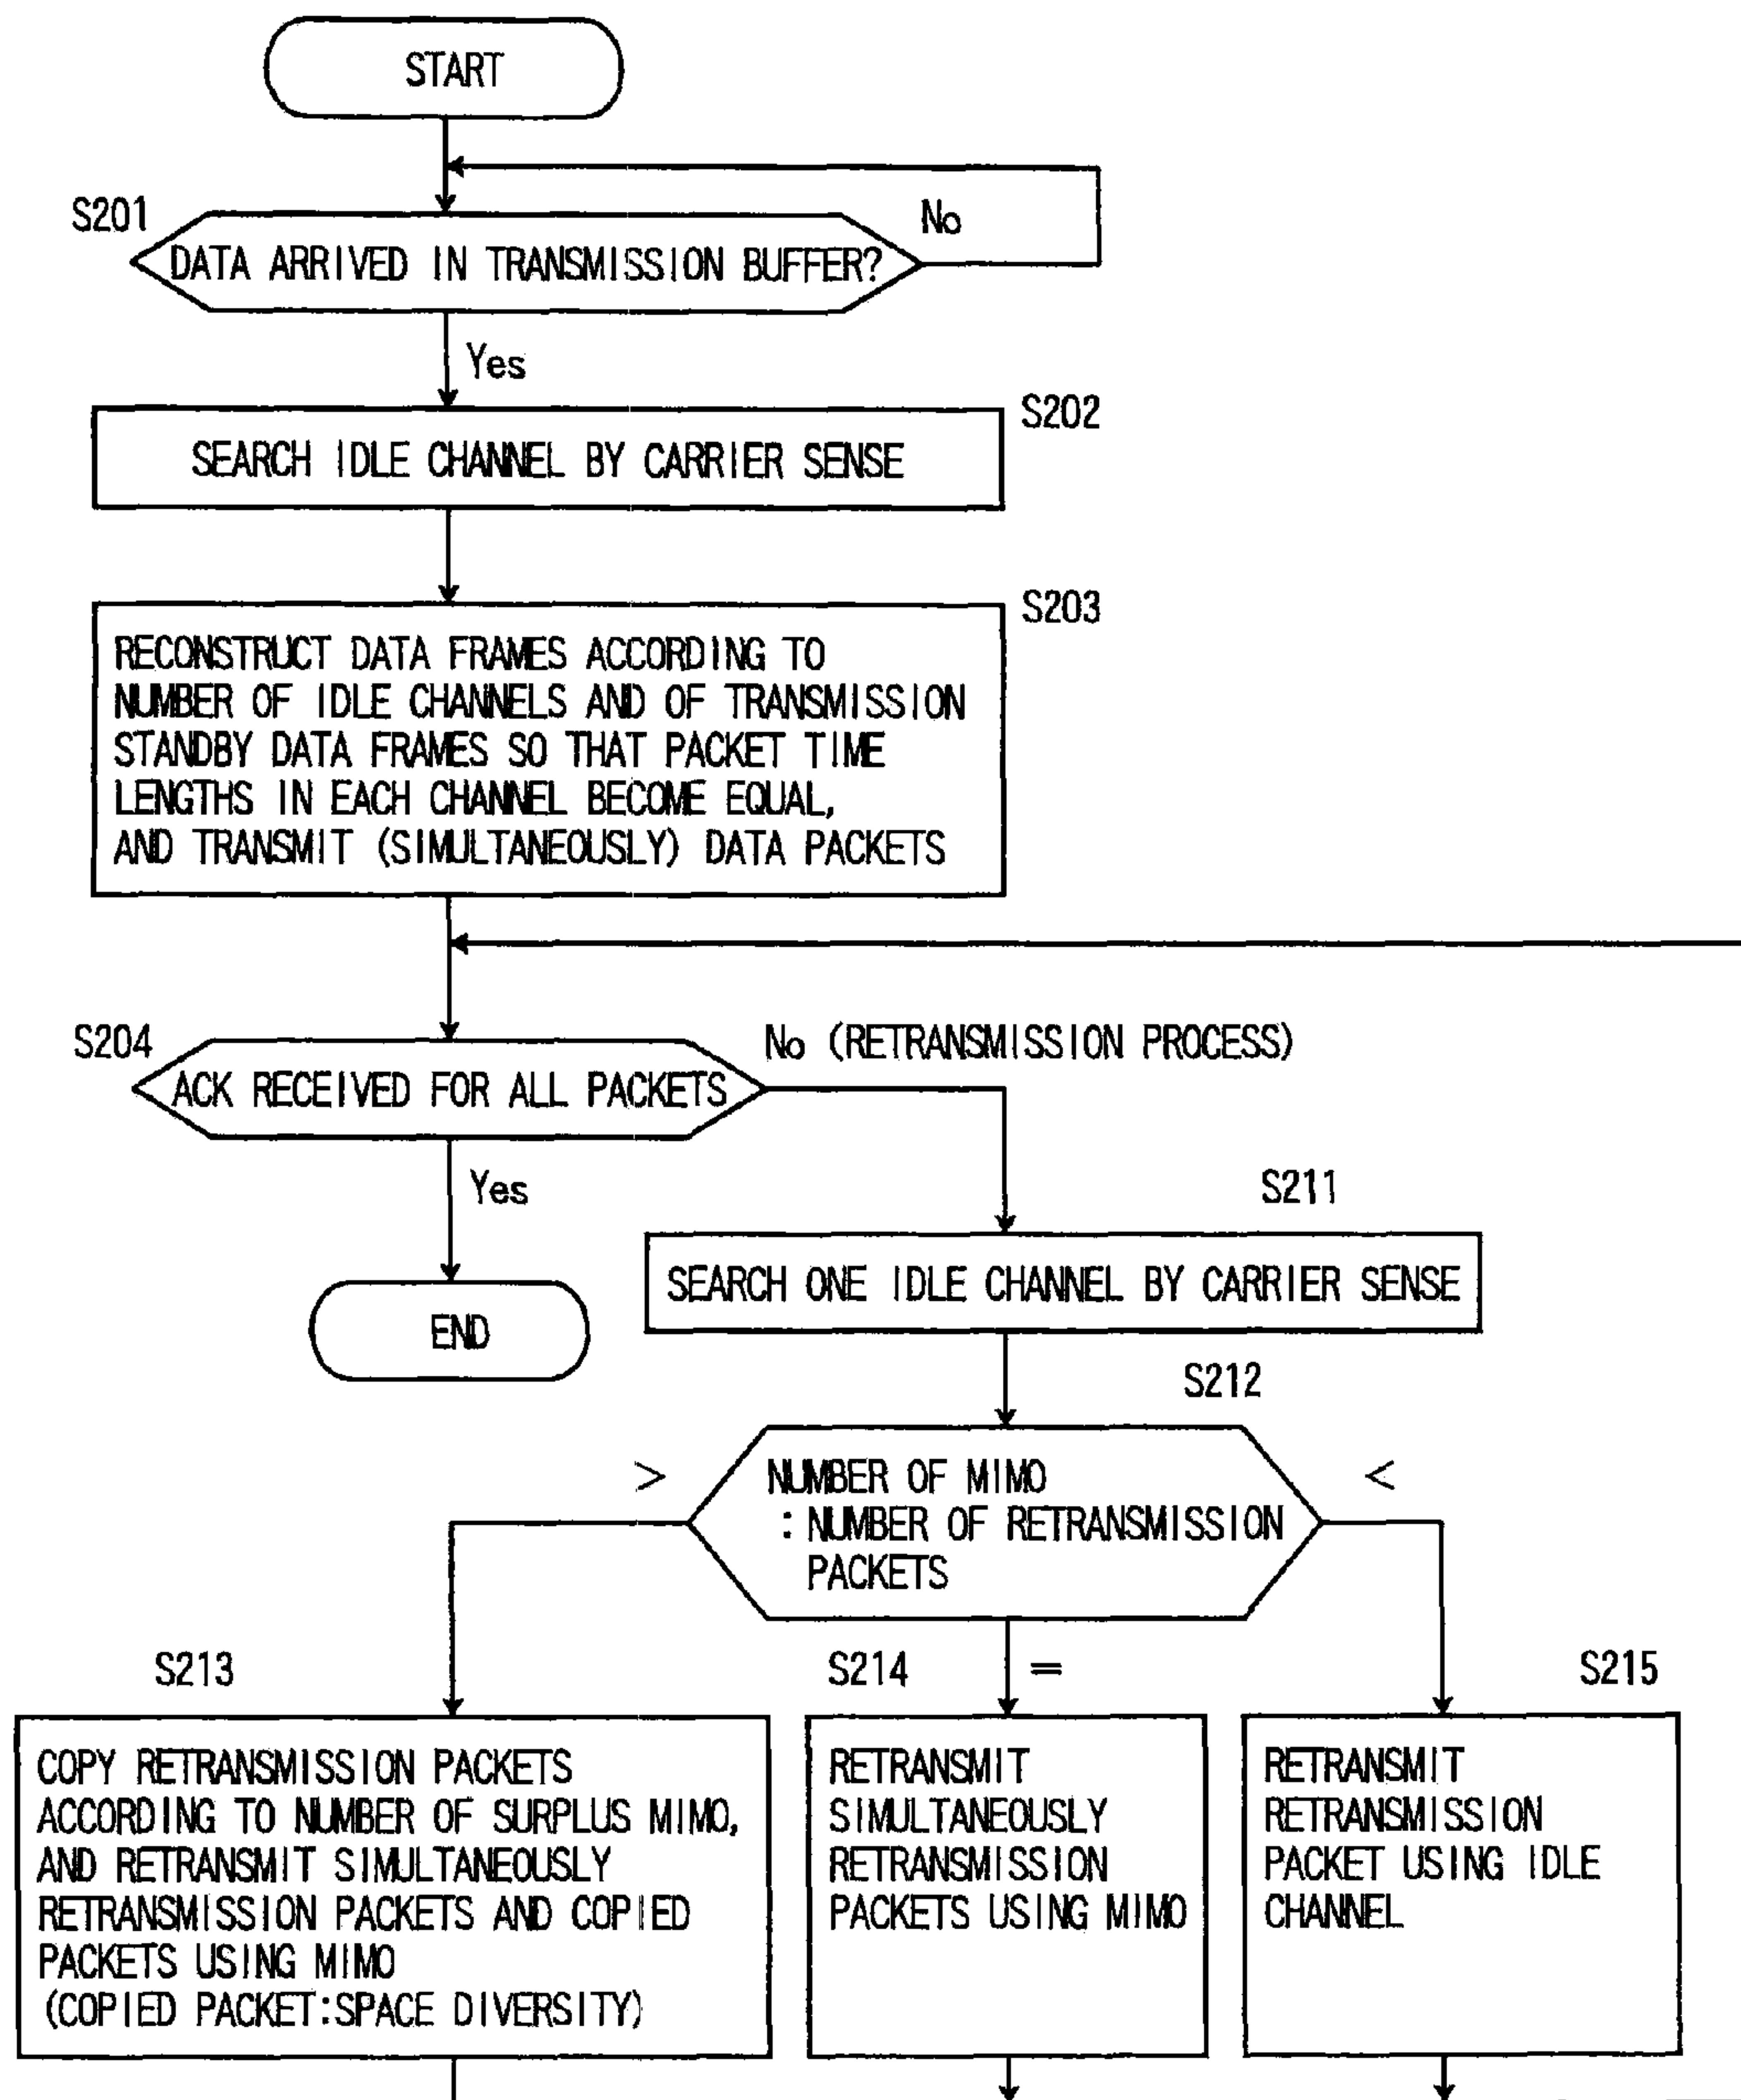 START
S201
DATA ARRIVED IN TRANSMISSION BUFFER?
No
Yes
S202
SEARCH IDLE CHANNEL BY CARRIER SENSE
S203
RECONSTRUCT DATA FRAMES ACCORDING TO
NUMBER OF IDLE CHANNELS AND OF TRANSMISSION
STANDBY DATA FRAMES SO THAT PACKET TIME
LENGTHS IN EACH CHANNEL BECOME EQUAL,
AND TRANSMIT (SIMULTANEOUSLY) DATA PACKETS
S204
ACK RECEIVED FOR ALL PACKETS
No (RETRANSMISSION PROCESS)
Yes
END
S211
SEARCH ONE IDLE CHANNEL BY CARRIER SENSE
S212
>
NUMBER OF MIMO
: NUMBER OF RETRANSMISSION
PACKETS
<
S213
COPY RETRANSMISSION PACKETS
ACCORDING TO NUMBER OF SURPLUS MIMO,
AND RETRANSMIT SIMULTANEOUSLY
RETRANSMISSION PACKETS AND COPIED
PACKETS USING MIMO
(COPIED PACKET:SPACE DIVERSITY)
S214
=
RETRANSMIT
SIMULTANEOUSLY
RETRANSMISSION
PACKETS USING MIMO
S215
RETRANSMIT
RETRANSMISSION
PACKET USING IDLE
CHANNEL